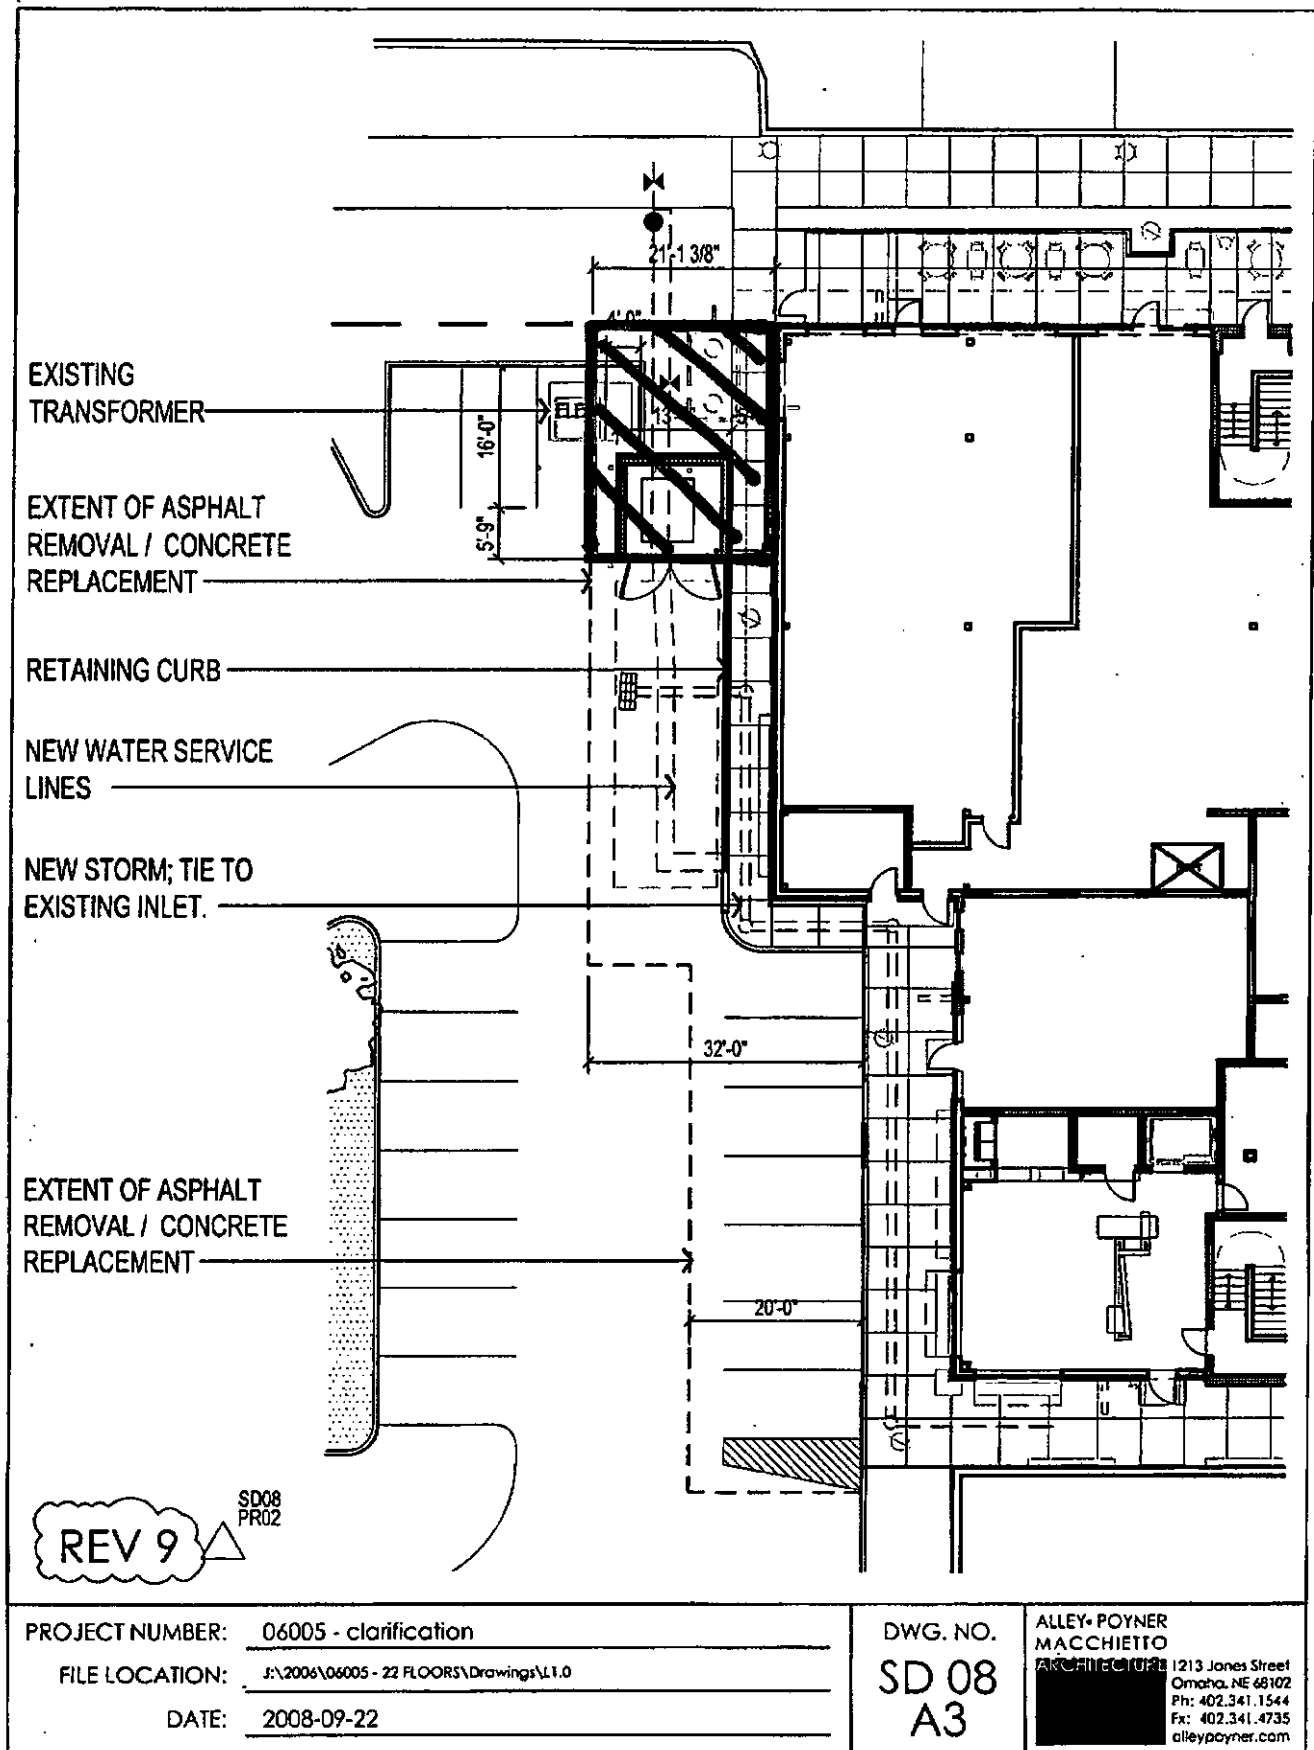 21'-1 3/8"
4'-0"
EXISTING
TRANSFORMER
16'-0"
EXTENT OF ASPHALT
REMOVAL / CONCRETE
REPLACEMENT
5'-9"
RETAINING CURB
NEW WATER SERVICE
LINES
NEW STORM; TIE TO
EXISTING INLET.
32'-0"
EXTENT OF ASPHALT
REMOVAL / CONCRETE
REPLACEMENT
20'-0"
SD08
PR02
REV 9
PROJECT NUMBER: 06005 - clarification
FILE LOCATION: J:\2006\06005 - 22 FLOORS\Drawings\L1.0
DATE: 2008-09-22
DWG. NO.
SD 08
A3
ALLEY•POYNER
MACCHIETTO
ARCHITECTURE
1213 Jones Street
Omaha, NE 68102
Ph: 402.341.1544
Fx: 402.341.4735
alleypoyner.com